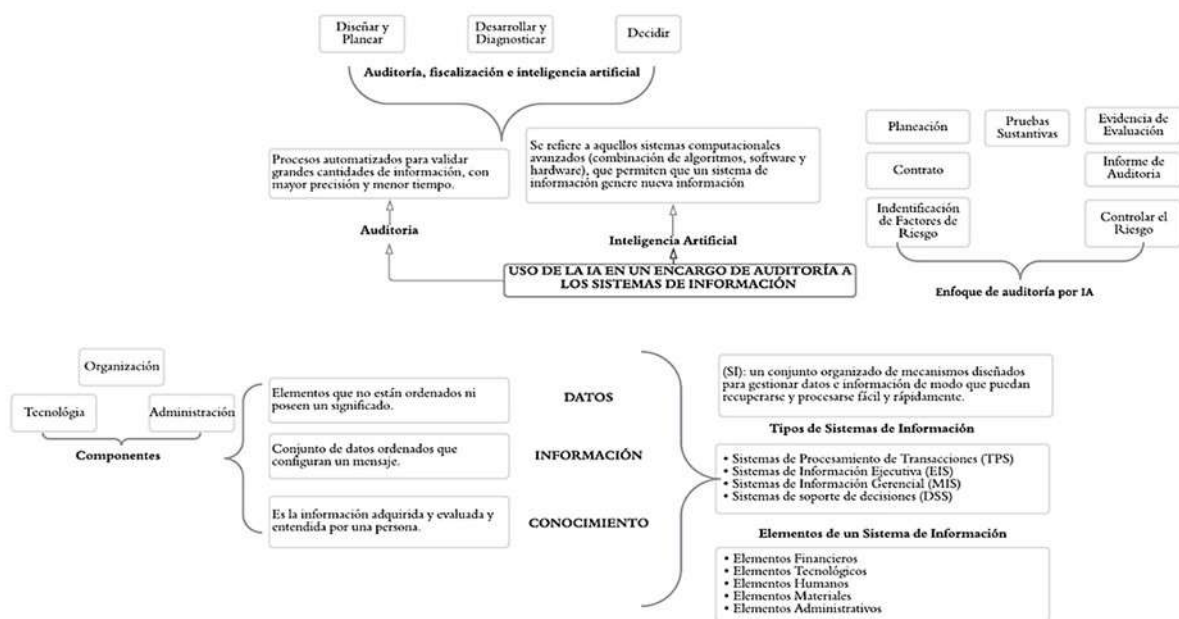 Diseñar y
Planear
Desarrollar y
Diagnosticar
Decidir
Auditoría, fiscalización e inteligencia artificial
Procesos automatizados para validar
grandes cantidades de información, con
mayor precisión y menor tiempo.
Se refiere a aquellos sistemas computacionales
avanzados (combinación de algoritmos, software y
hardware), que permiten que un sistema de
información genere nueva información
Auditoria
Inteligencia Artificial
USO DE LA IA EN UN ENCARGO DE AUDITORÍA A
LOS SISTEMAS DE INFORMACIÓN
Planeación
Pruebas
Sustantivas
Evidencia de
Evaluación
Contrato
Informe de
Auditoria
Indentificación
de Factores de
Riesgo
Controlar el
Riesgo
Enfoque de auditoría por IA
Organización
Tecnológia
Administración
Componentes
Elementos que no están ordenados ni
poseen un significado.
Conjunto de datos ordenados que
configuran un mensaje.
Es la información adquirida y evaluada y
entendida por una persona.
DATOS
INFORMACIÓN
CONOCIMIENTO
(SI): un conjunto organizado de mecanismos diseñados
para gestionar datos e información de modo que puedan
recuperarse y procesarse fácil y rápidamente.
Tipos de Sistemas de Información
• Sistemas de Procesamiento de Transacciones (TPS)
• Sistemas de Información Ejecutiva (EIS)
• Sistemas de Información Gerencial (MIS)
• Sistemas de soporte de decisiones (DSS)
Elementos de un Sistema de Información
• Elementos Financieros
• Elementos Tecnológicos
• Elementos Humanos
• Elementos Materiales
• Elementos Administrativos